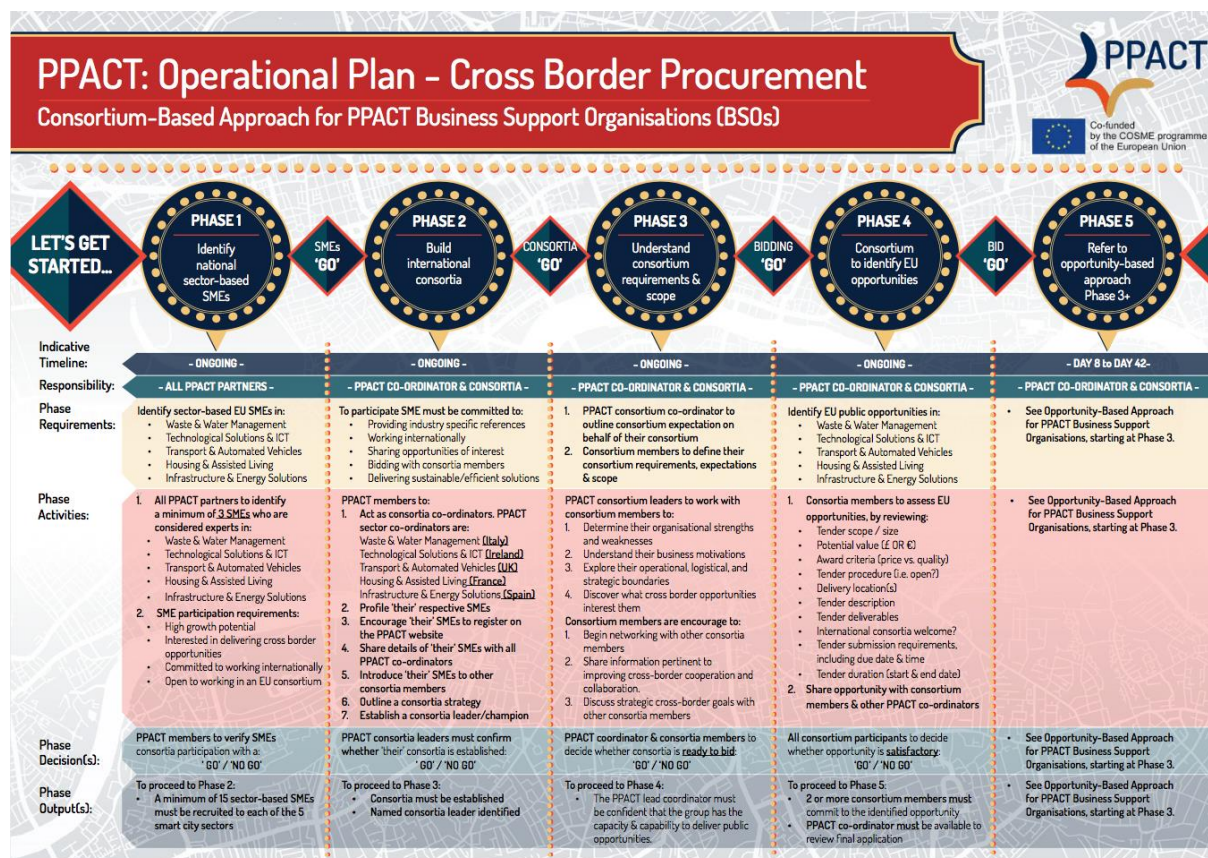 PPACT: Operational Plan – Cross Border Procurement
Consortium-Based Approach for PPACT Business Support Organisations (BSOs)
PPACT
Co-funded
by the COSME programme
of the European Union
LET'S GET
STARTED...
PHASE 1
Identify
national
sector-based
SMEs
SMEs
'GO'
PHASE 2
Build
international
consortia
CONSORTIA
'GO'
PHASE 3
Understand
consortium
requirements &
scope
BIDDING
'GO'
PHASE 4
Consortium
to identify EU
opportunities
BID
'GO'
PHASE 5
Refer to
opportunity-based
approach
Phase 3+
Indicative
Timeline:
- ONGOING -
- ONGOING -
- ONGOING -
- ONGOING -
- DAY 8 to DAY 42-
Responsibility:
- ALL PPACT PARTNERS -
- PPACT CO-ORDINATOR & CONSORTIA -
- PPACT CO-ORDINATOR & CONSORTIA -
- PPACT CO-ORDINATOR & CONSORTIA -
- PPACT CO-ORDINATOR & CONSORTIA -
Phase
Requirements:
Identify sector-based EU SMEs in:
• Waste & Water Management
• Technological Solutions & ICT
• Transport & Automated Vehicles
• Housing & Assisted Living
• Infrastructure & Energy Solutions
To participate SME must be committed to:
• Providing industry specific references
• Working internationally
• Sharing opportunities of interest
• Bidding with consortia members
• Delivering sustainable/efficient solutions
1. PPACT consortium co-ordinator to
outline consortium expectation on
behalf of their consortium
2. Consortium members to define their
consortium requirements, expectations
& scope
Identify EU public opportunities in:
• Waste & Water Management
• Technological Solutions & ICT
• Transport & Automated Vehicles
• Housing & Assisted Living
• Infrastructure & Energy Solutions
• See Opportunity-Based Approach
for PPACT Business Support
Organisations, starting at Phase 3.
Phase
Activities:
1. All PPACT partners to identify
a minimum of 3 SMEs who are
considered experts in:
• Waste & Water Management
• Technological Solutions & ICT
• Transport & Automated Vehicles
• Housing & Assisted Living
• Infrastructure & Energy Solutions
2. SME participation requirements:
• High growth potential
• Interested in delivering cross border
opportunities
• Committed to working internationally
• Open to working in an EU consortium
PPACT members to:
1. Act as consortia co-ordinators. PPACT
sector co-ordinators are:
Waste & Water Management (Italy)
Technological Solutions & ICT (Ireland)
Transport & Automated Vehicles (UK)
Housing & Assisted Living (France)
Infrastructure & Energy Solutions (Spain)
2. Profile 'their' respective SMEs
3. Encourage 'their' SMEs to register on
the PPACT website
4. Share details of 'their' SMEs with all
PPACT co-ordinators
5. Introduce 'their' SMEs to other
consortia members
6. Outline a consortia strategy
7. Establish a consortia leader/champion
PPACT consortium leaders to work with
consortium members to:
1. Determine their organisational strengths
and weaknesses
2. Understand their business motivations
3. Explore their operational, logistical, and
strategic boundaries
4. Discover what cross border opportunities
interest them
Consortium members are encourage to:
1. Begin networking with other consortia
members
2. Share information pertinent to
improving cross-border cooperation and
collaboration.
3. Discuss strategic cross-border goals with
other consortia members
1. Consortia members to assess EU
opportunities, by reviewing:
• Tender scope / size
• Potential value (£ OR €)
• Award criteria (price vs. quality)
• Tender procedure (i.e. open?)
• Delivery location(s)
• Tender description
• Tender deliverables
• International consortia welcome?
• Tender submission requirements,
including due date & time
• Tender duration (start & end date)
2. Share opportunity with consortium
members & other PPACT co-ordinators
• See Opportunity-Based Approach
for PPACT Business Support
Organisations, starting at Phase 3.
Phase
Decision(s):
PPACT members to verify SMEs
consortia participation with a:
' GO' / 'NO GO'
PPACT consortia leaders must confirm
whether 'their' consortia is established:
' GO' / 'NO GO'
PPACT coordinator & consortia members to
decide whether consortia is ready to bid:
'GO' / 'NO GO'
All consortium participants to decide
whether opportunity is satisfactory:
'GO' / 'NO GO'
• See Opportunity-Based Approach
for PPACT Business Support
Organisations, starting at Phase 3.
Phase
Output(s):
To proceed to Phase 2:
• A minimum of 15 sector-based SMEs
must be recruited to each of the 5
smart city sectors
To proceed to Phase 3:
• Consortia must be established
Named consortia leader identified
To proceed to Phase 4:
• The PPACT lead coordinator must
be confident that the group has the
capacity & capability to deliver public
opportunities.
To proceed to Phase 5:
• 2 or more consortium members must
commit to the identified opportunity
• PPACT co-ordinator must be available to
review final application
• See Opportunity-Based Approach
for PPACT Business Support
Organisations, starting at Phase 3.